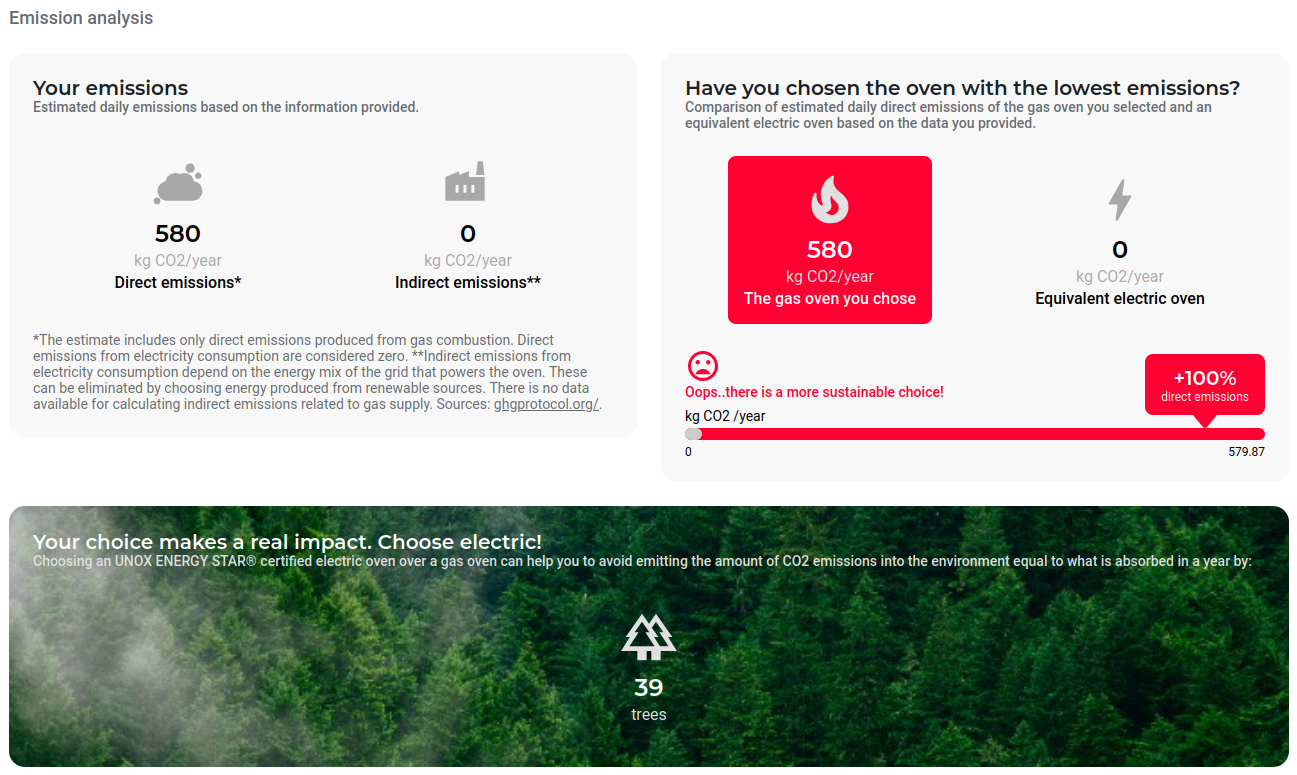 Emission analysis
Your emissions
Estimated daily emissions based on the information provided.
580
kg CO2/year
Direct emissions*
0
kg CO2/year
Indirect emissions**
*The estimate includes only direct emissions produced from gas combustion. Direct
emissions from electricity consumption are considered zero. **Indirect emissions from
electricity consumption depend on the energy mix of the grid that powers the oven. These
can be eliminated by choosing energy produced from renewable sources. There is no data
available for calculating indirect emissions related to gas supply. Sources: ghgprotocol.org/.
Have you chosen the oven with the lowest emissions?
Comparison of estimated daily direct emissions of the gas oven you selected and an
equivalent electric oven based on the data you provided.
580
kg CO2/year
The gas oven you chose
0
kg CO2/year
Equivalent electric oven
Oops..there is a more sustainable choice!
+100%
direct emissions
kg CO2 /year
0
579.87
Your choice makes a real impact. Choose electric!
Choosing an UNOX ENERGY STAR® certified electric oven over a gas oven can help you to avoid emitting the amount of CO2 emissions into the environment equal to what is absorbed in a year by:
39
trees